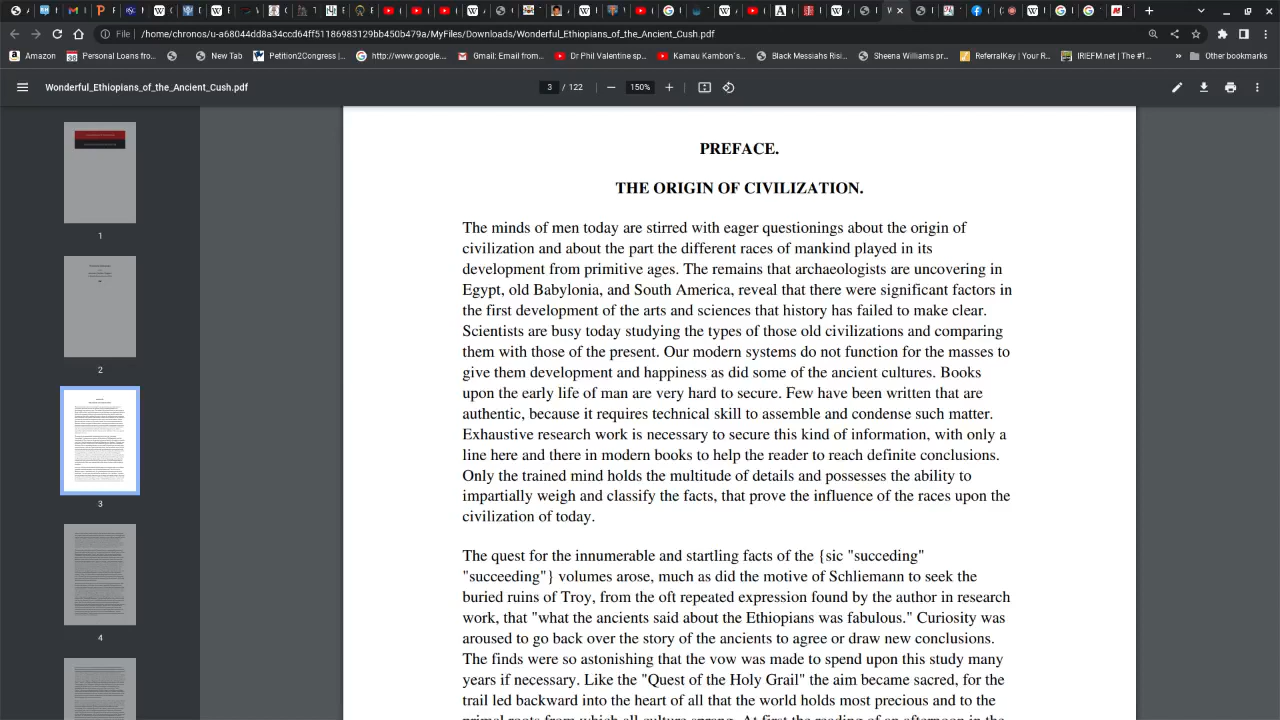 File
/home/chronos/u-a68044dd8a34ccd64ff51186983129bb450b479a/MyFiles/Downloads/Wonderful_Ethiopians_of_the_Ancient_Cush.pdf
Amazon
Personal Loans fro...
New Tab
Petition2Congress |...
http://www.google...
Gmail: Email from...
Dr Phil Valentine sp...
Kamau Kambon's...
Black Messiahs Risi...
Sheena Williams pr...
ReferralKey | Your R...
IRIEFM.net | The #1...
»
Other bookmarks
Wonderful_Ethiopians_of_the_Ancient_Cush.pdf
3 / 122
150%
PREFACE.
THE ORIGIN OF CIVILIZATION.
The minds of men today are stirred with eager questionings about the origin of
civilization and about the part the different races of mankind played in its
development from primitive ages. The remains that archaeologists are uncovering in
Egypt, old Babylonia, and South America, reveal that there were significant factors in
the first development of the arts and sciences that history has failed to make clear.
Scientists are busy today studying the types of those old civilizations and comparing
them with those of the present. Our modern systems do not function for the masses to
give them development and happiness as did some of the ancient cultures. Books
upon the early life of man are very hard to secure. Few have been written that are
authentic, because it requires technical skill to assemble and condense such matter.
Exhaustive research work is necessary to secure this kind of information, with only a
line here and there in modern books to help the reader to reach definite conclusions.
Only the trained mind holds the multitude of details and possesses the ability to
impartially weigh and classify the facts, that prove the influence of the races upon the
civilization of today.
The quest for the innumerable and startling facts of the {sic "succeding"
"succeeding"} volumes arose, much as did the motive of Schliemann to seek the
buried ruins of Troy, from the oft repeated expression found by the author in research
work, that "what the ancients said about the Ethiopians was fabulous." Curiosity was
aroused to go back over the story of the ancients to agree or draw new conclusions.
The finds were so astonishing that the vow was made to spend upon this study many
years if necessary. Like the "Quest of the Holy Grail" the aim became sacred, for the
trail led backward into the heart of all that the world holds most precious and to the
primal roots from which all culture sprang. At first the reading of an afternoon in the
1
2
3
4